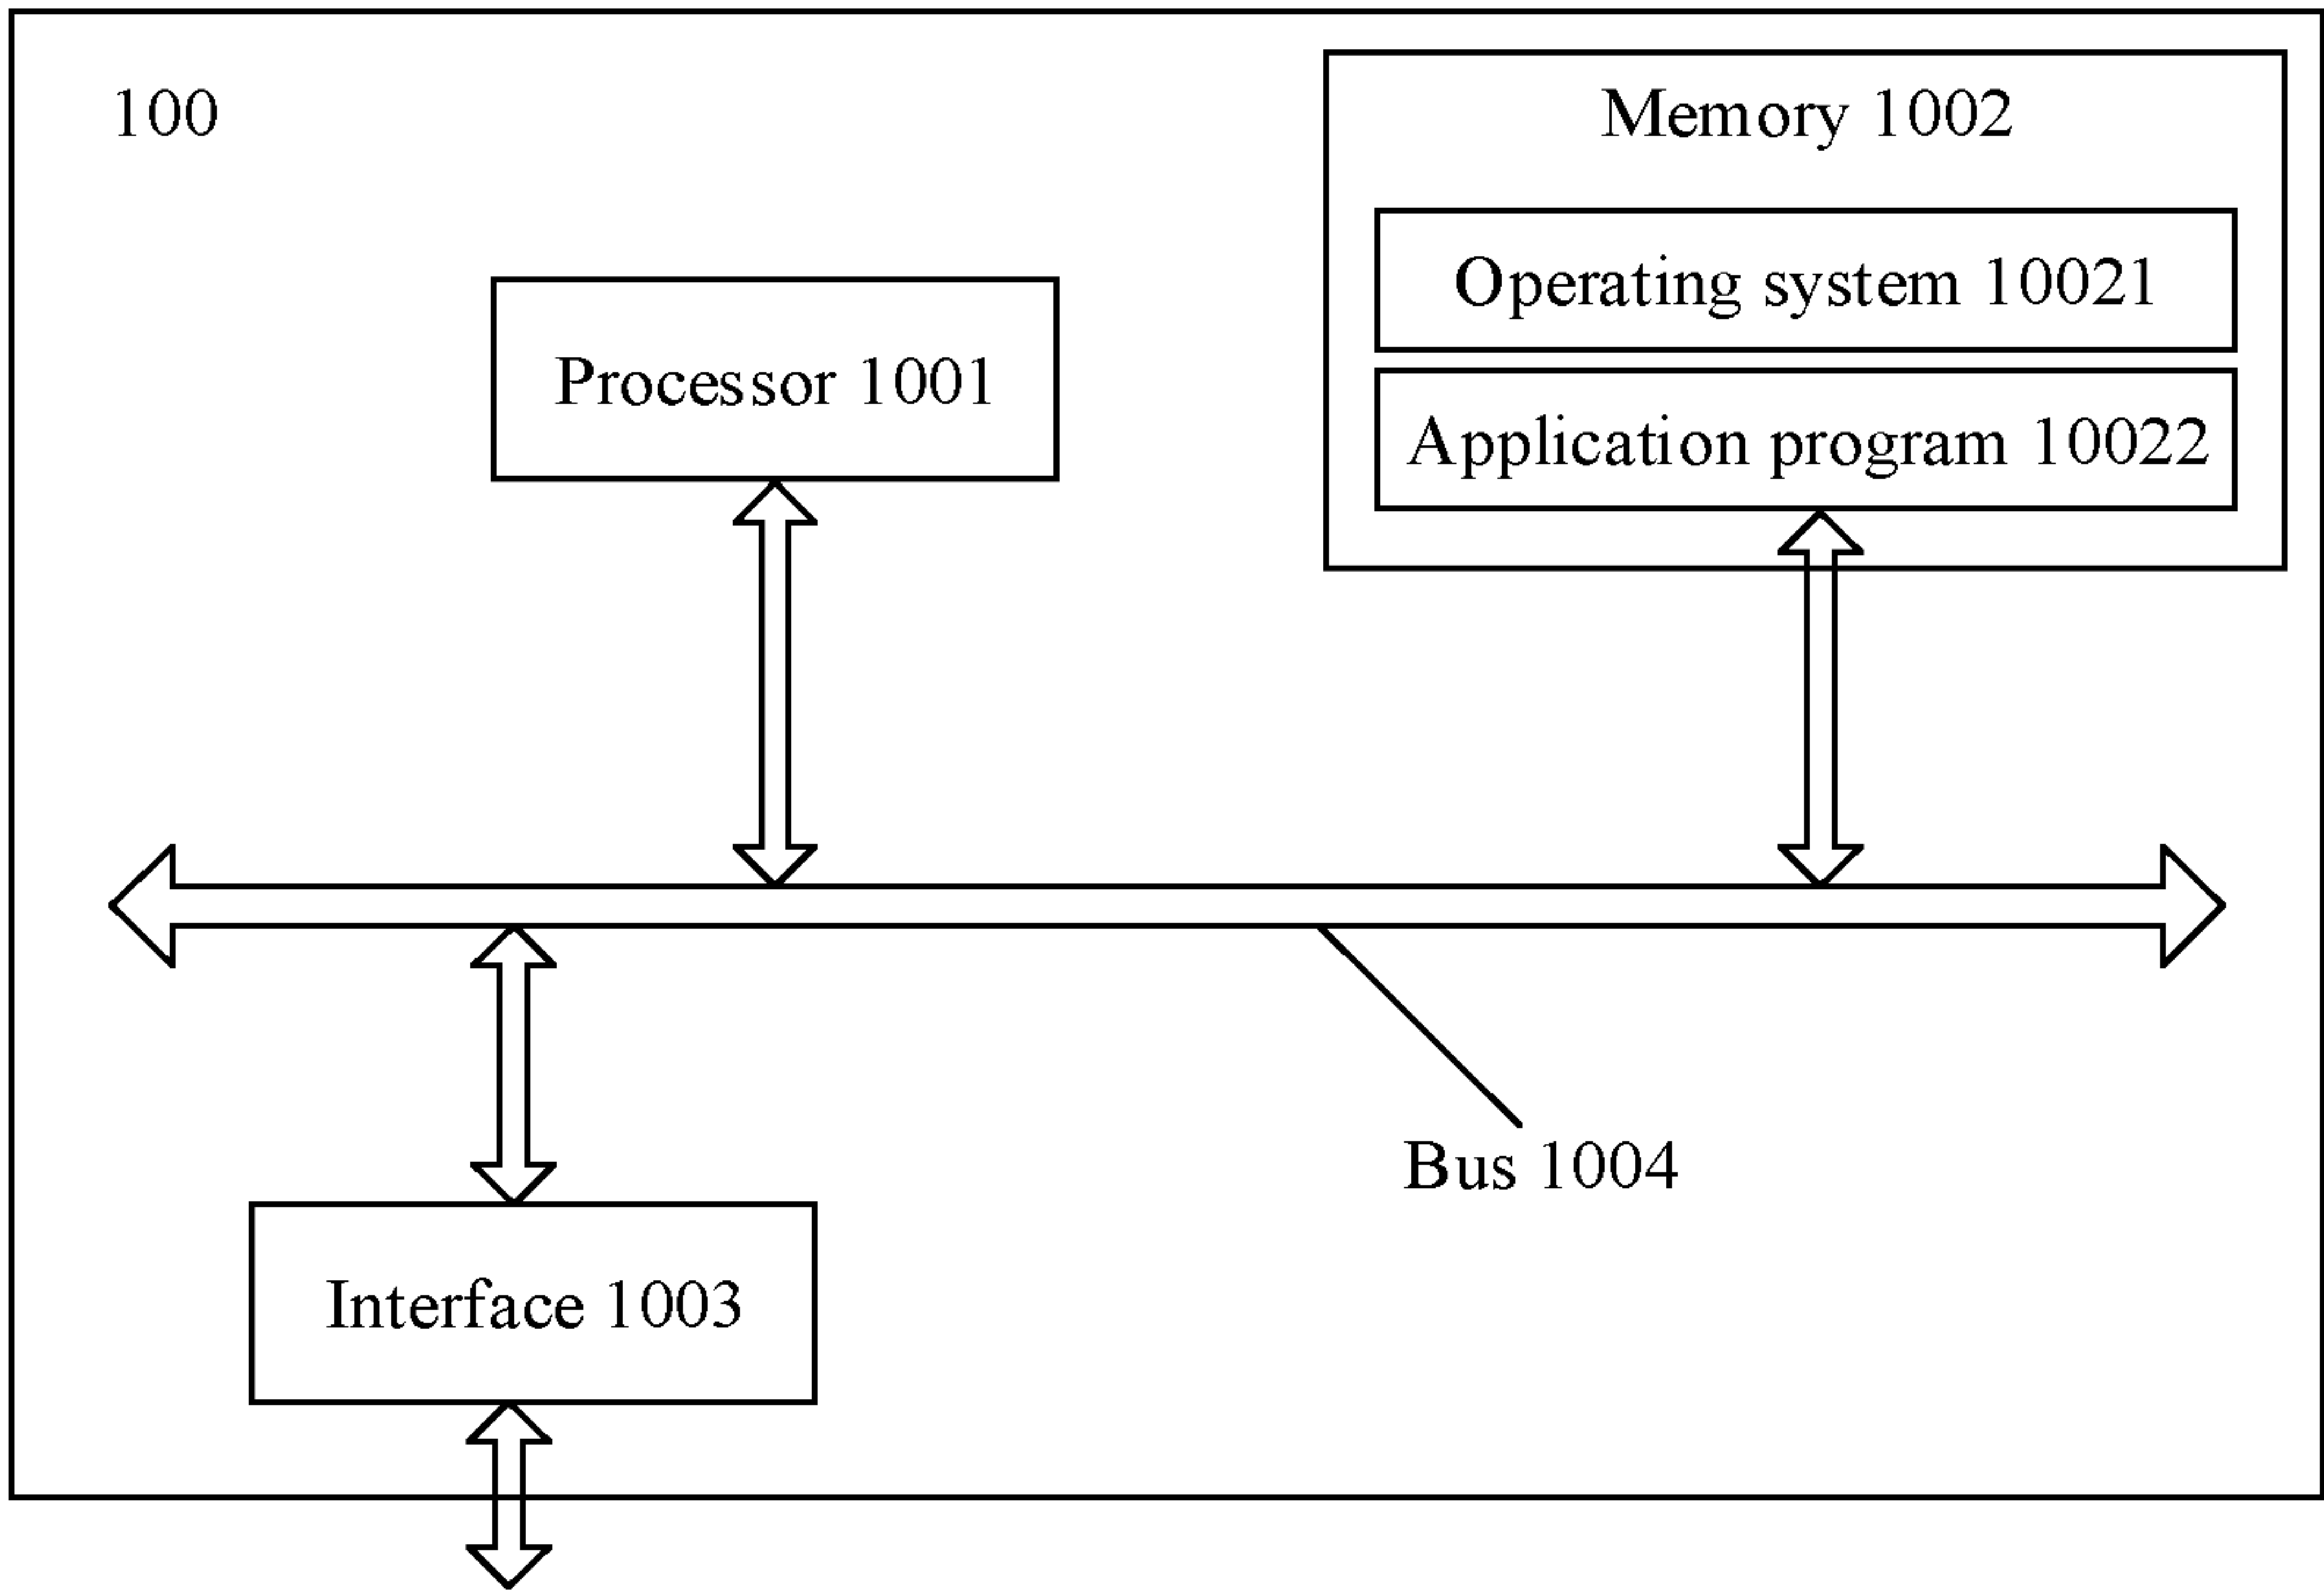 100
Memory 1002
Operating system 10021
Processor 1001
Application program 10022
Bus 1004
Interface 1003